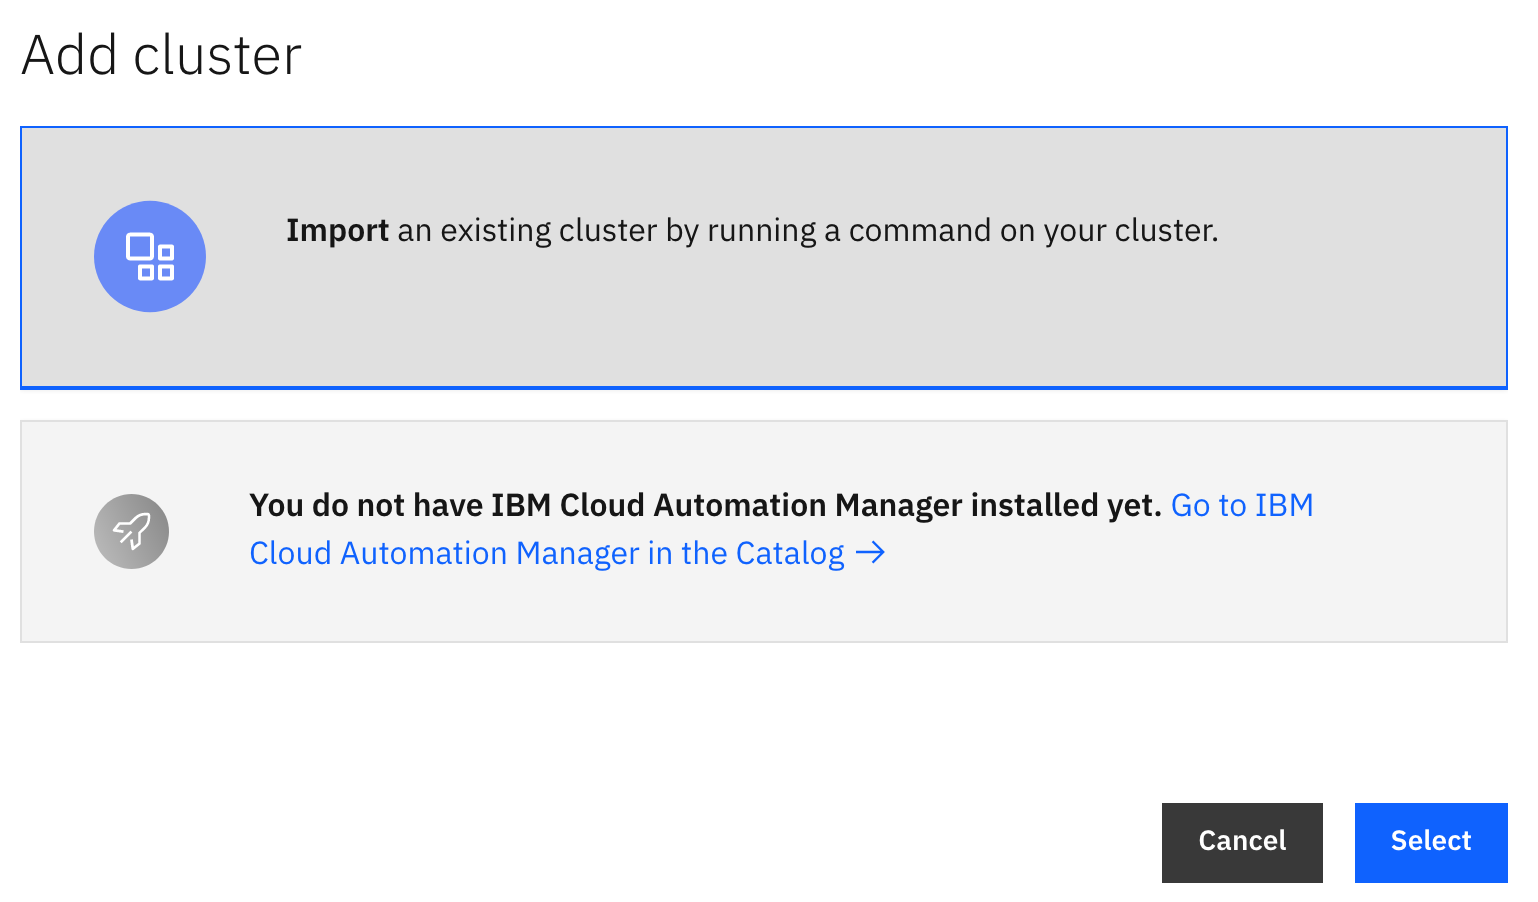 Add cluster
Import an existing cluster by running a command on your cluster.
You do not have IBM Cloud Automation Manager installed yet. Go to IBM
Cloud Automation Manager in the Catalog →
Cancel
Select